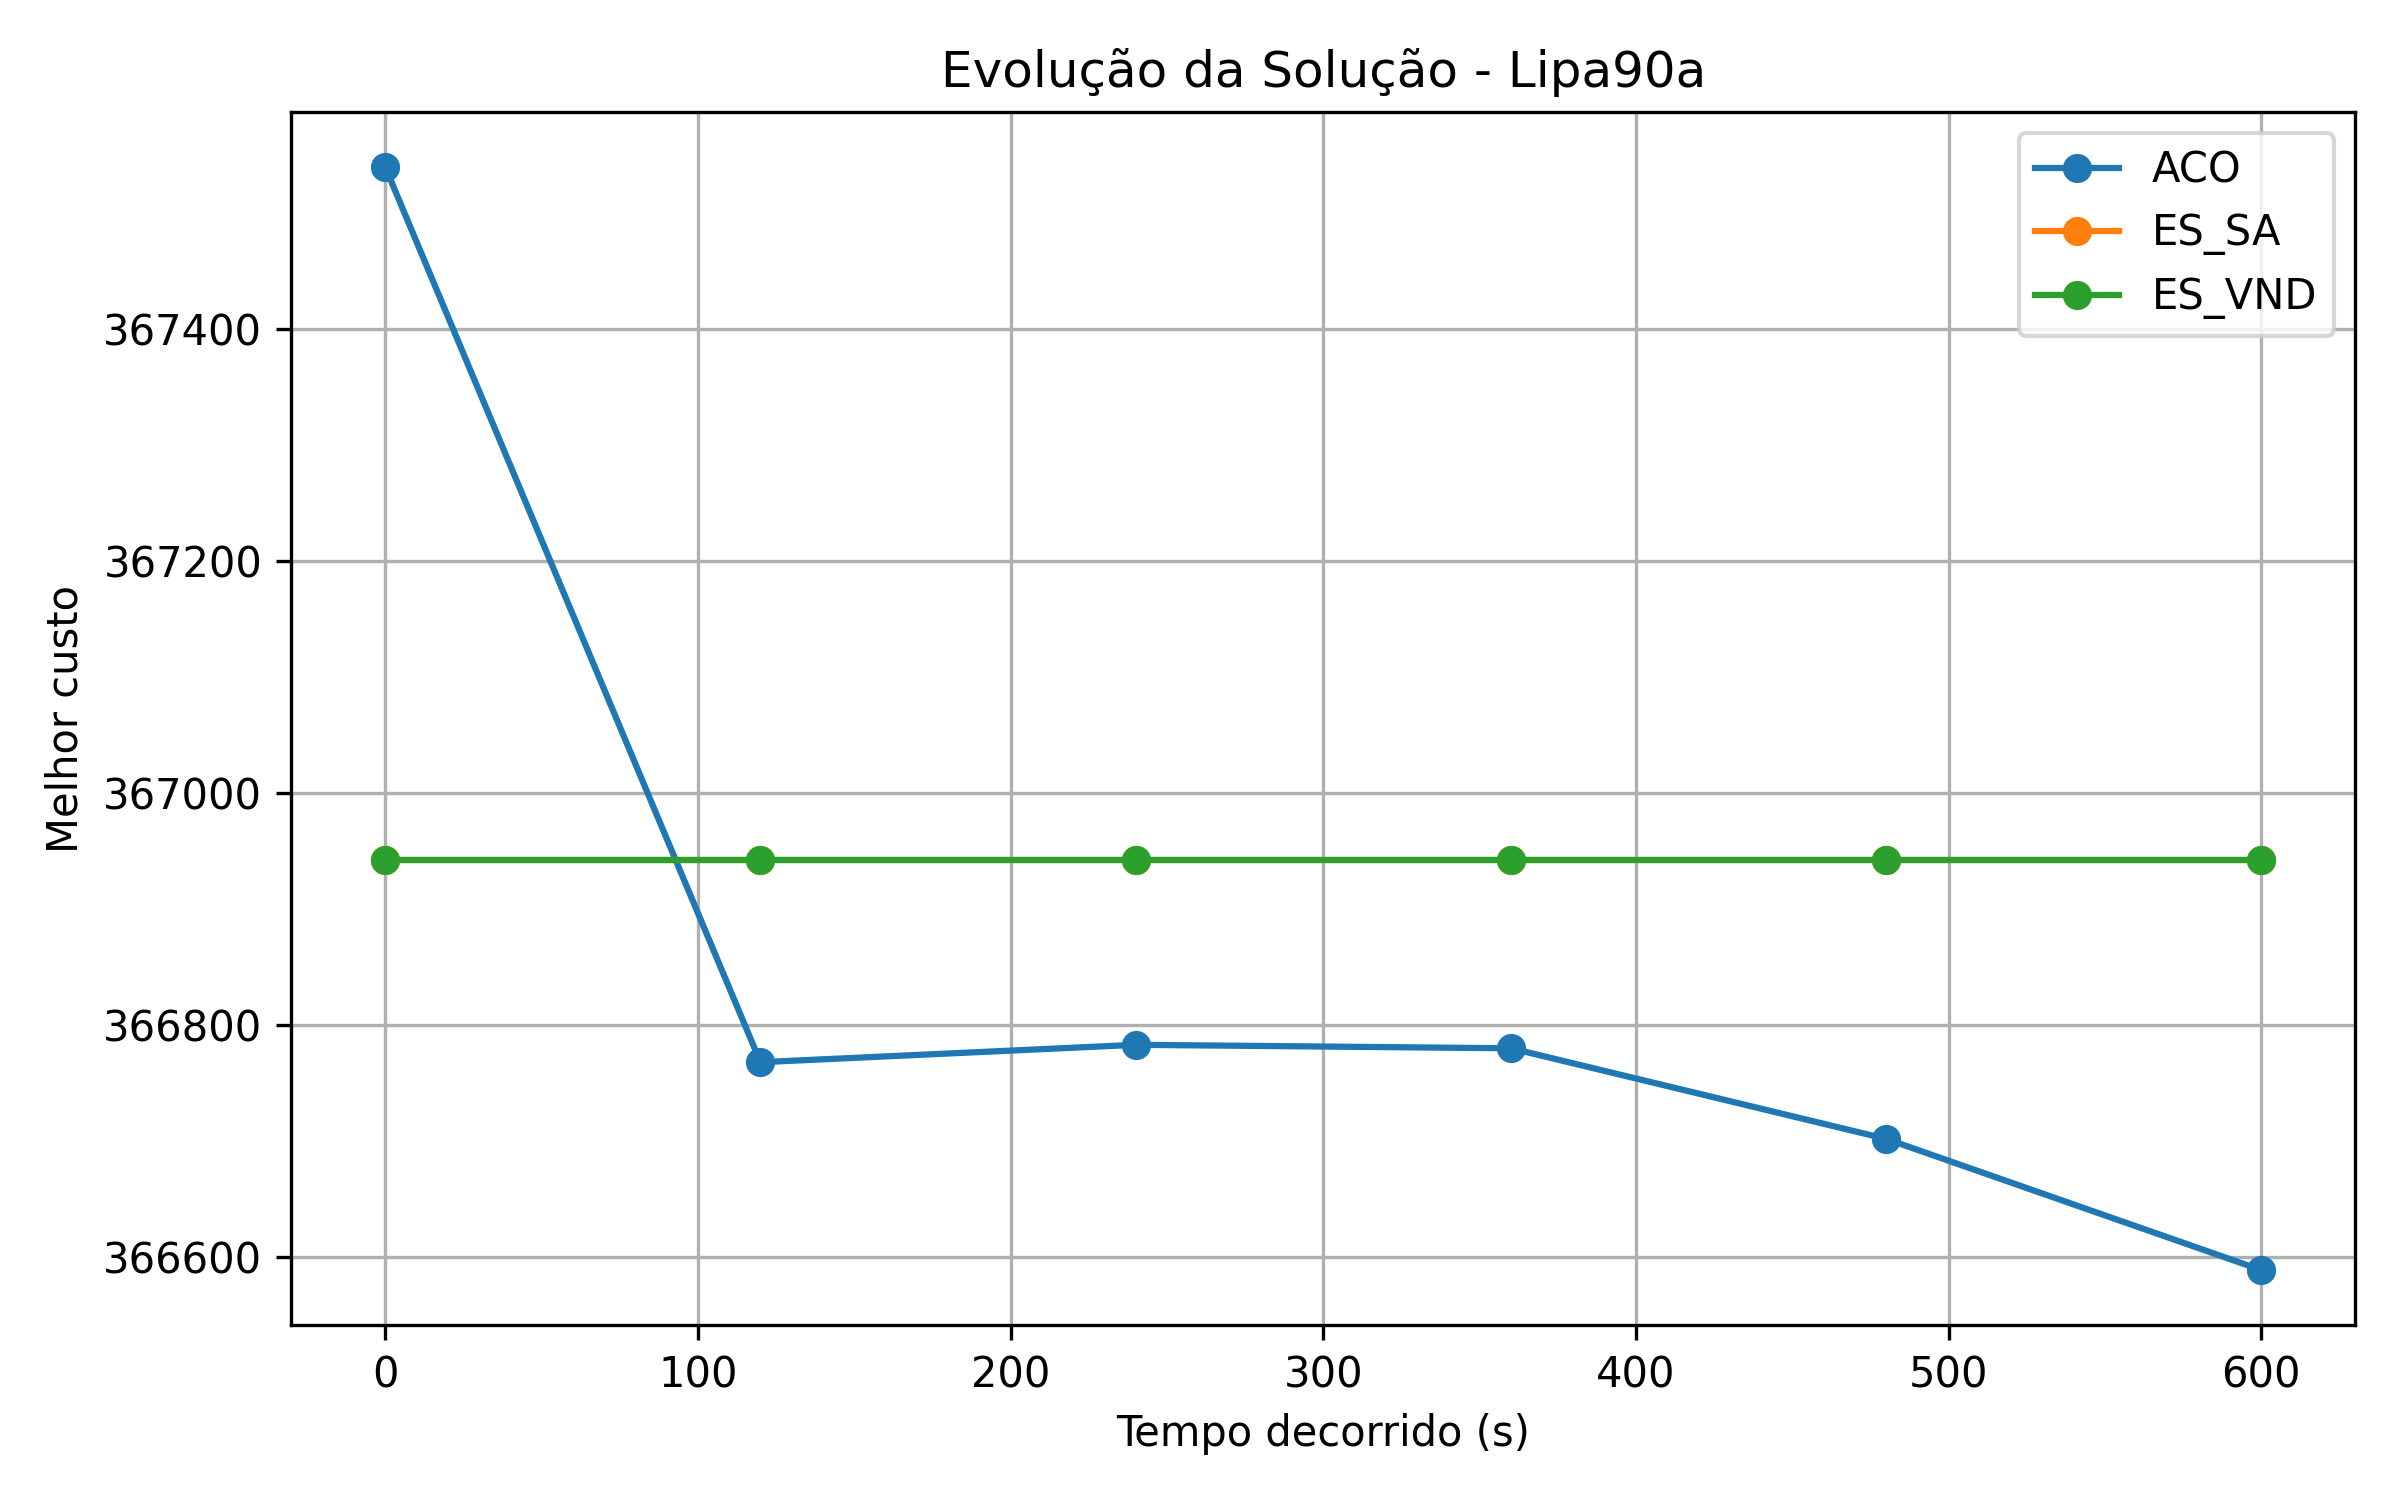 Evolução da Solução - Lipa90a
ACO
ES_SA
ES_VND
Melhor custo
367400
367200
367000
366800
366600
0 100 200 300 400 500 600
Tempo decorrido (s)